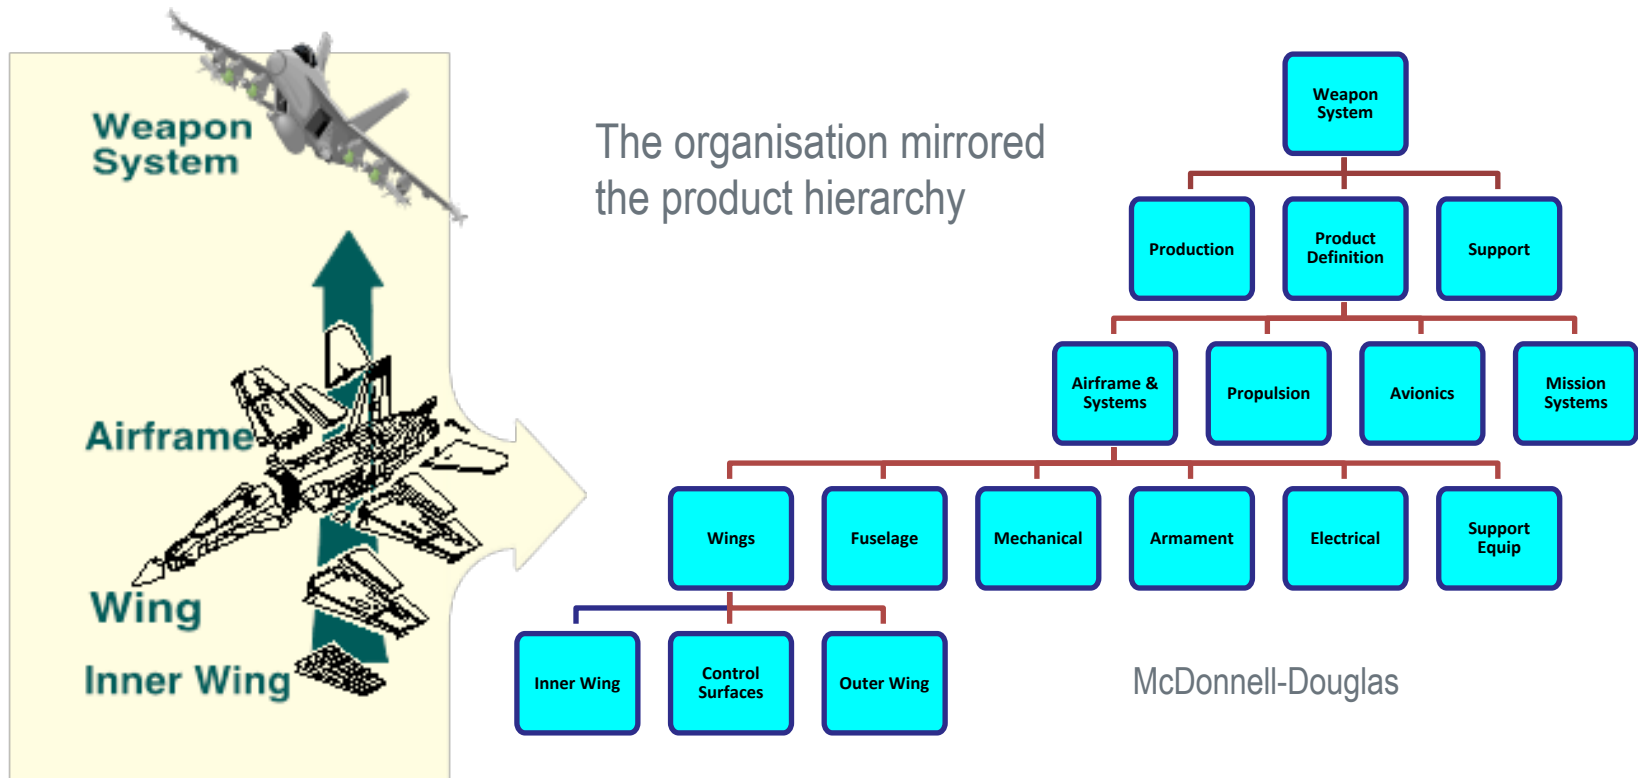 Weapon
System
Airframe
Wing
Inner Wing
The organisation mirrored
the product hierarchy
Weapon
System
Production
Product
Definition
Support
Airframe &
Systems
Propulsion
Avionics
Mission
Systems
Wings
Fuselage
Mechanical
Armament
Electrical
Support
Equip
Inner Wing
Control
Surfaces
Outer Wing
McDonnell-Douglas